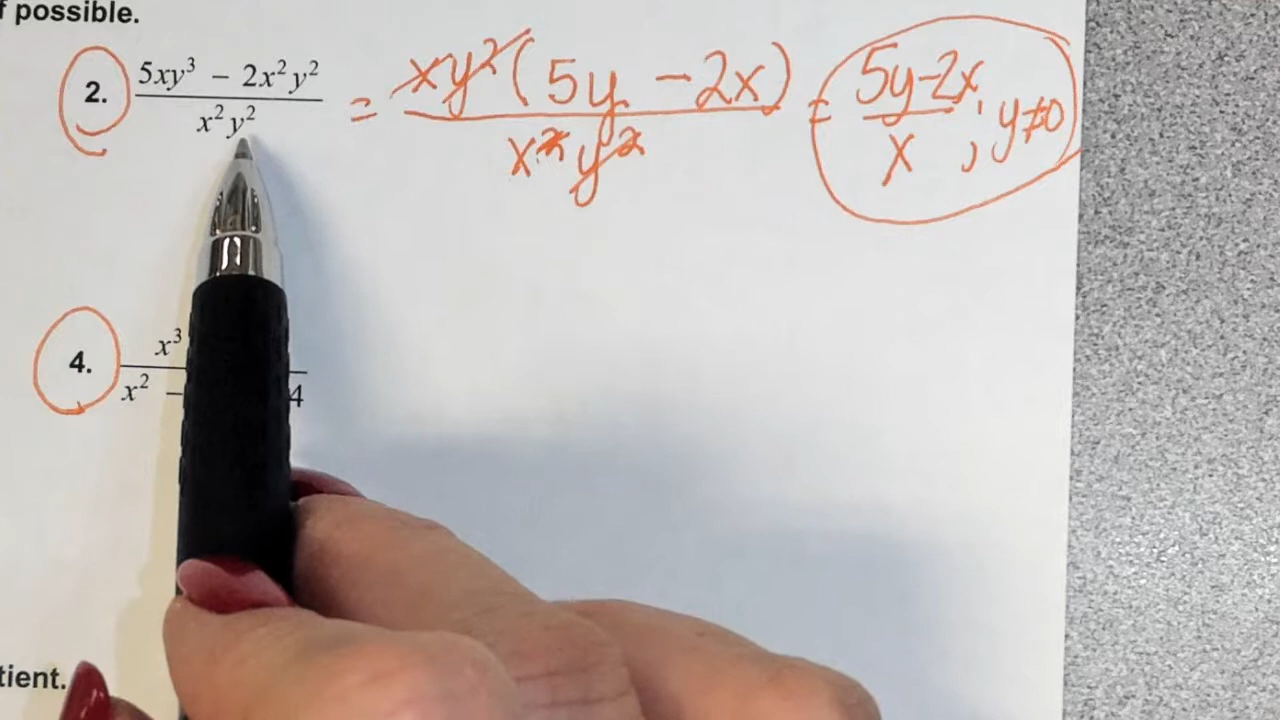 f possible.
2. (5xy³ − 2x²y²)/(x²y²) = xy²(5y − 2x)/(x²y²) = (5y−2x)/x, ; y≠0
4. x³
x² − 4
tient.